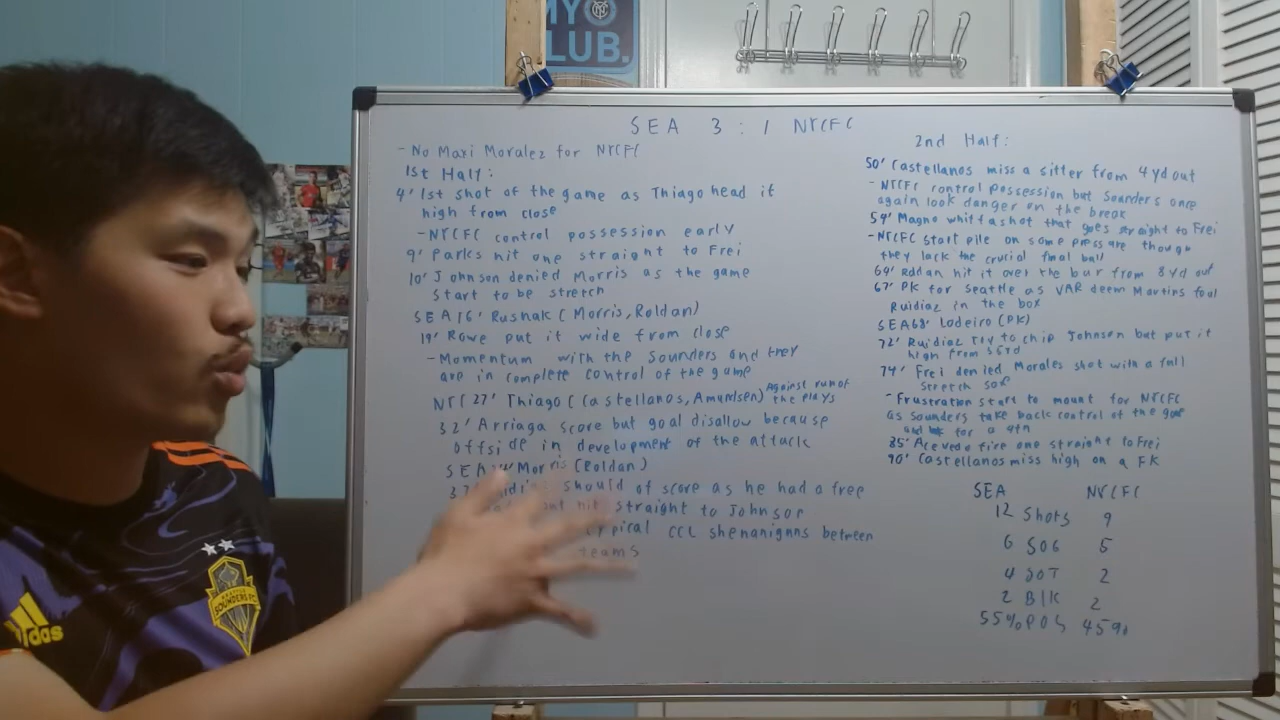 MY CLUB.
SEA 3 : 1 NYCFC
-No Maxi Moralez for NYCFC
1st Half:
4' 1st shot of the game as Thiago head it
high from close
-NYCFC control possession early
9' Parks hit one straight to Frei
10' Johnson denied Morris as the game
start to be stretch
SEA 16' Rusnak (Morris, Roldan)
19' Rowe put it wide from close
-Momentum with the Sounders and they
are in complete control of the game
NYC 27' Thiago (Castellanos, Amundsen) Against run of
the plays
32' Arriaga score but goal disallow because
offside in development of the attack
SEA Morris (Roldan)
should of score as he had a free
hit straight to Johnson
CCL shenanigans between
teams
2nd Half:
50' Castellanos miss a sitter from 4yd out
-NYCFC control possession but Sounders once
again look danger on the break
54' Magno whiff a shot that goes straight to Frei
-NYCFC start pile on some pressure though
they lack the crucial final ball
Roldan hit it over the bar from 8yd out
67' PK for Seattle as VAR deem Martins foul
Ruidiaz in the box
SEA 68' Lodeiro (PK)
72' Ruidiaz try to chip Johnson but put it
high from
74' Frei denied Morales shot with a full
stretch save
-Frustration start to mount for NYCFC
as Sounders take back control of the game
and for a 4th
85' Acevedo fire one straight to Frei
90' Castellanos miss high on a FK
SEA NYCFC
12 Shots 9
6 SOG 5
4 SOT 2
2 Blk 2
55% POS 45%
SOUNDERS FC
adidas